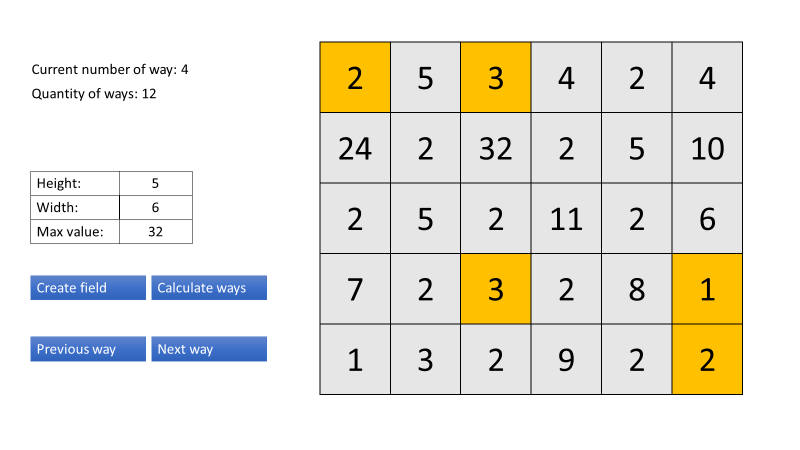 Current number of way: 4
Quantity of ways: 12
Height: 5
Width: 6
Max value: 32
Create field Calculate ways
Previous way Next way
2 5 3 4 2 4
24 2 32 2 5 10
2 5 2 11 2 6
7 2 3 2 8 1
1 3 2 9 2 2